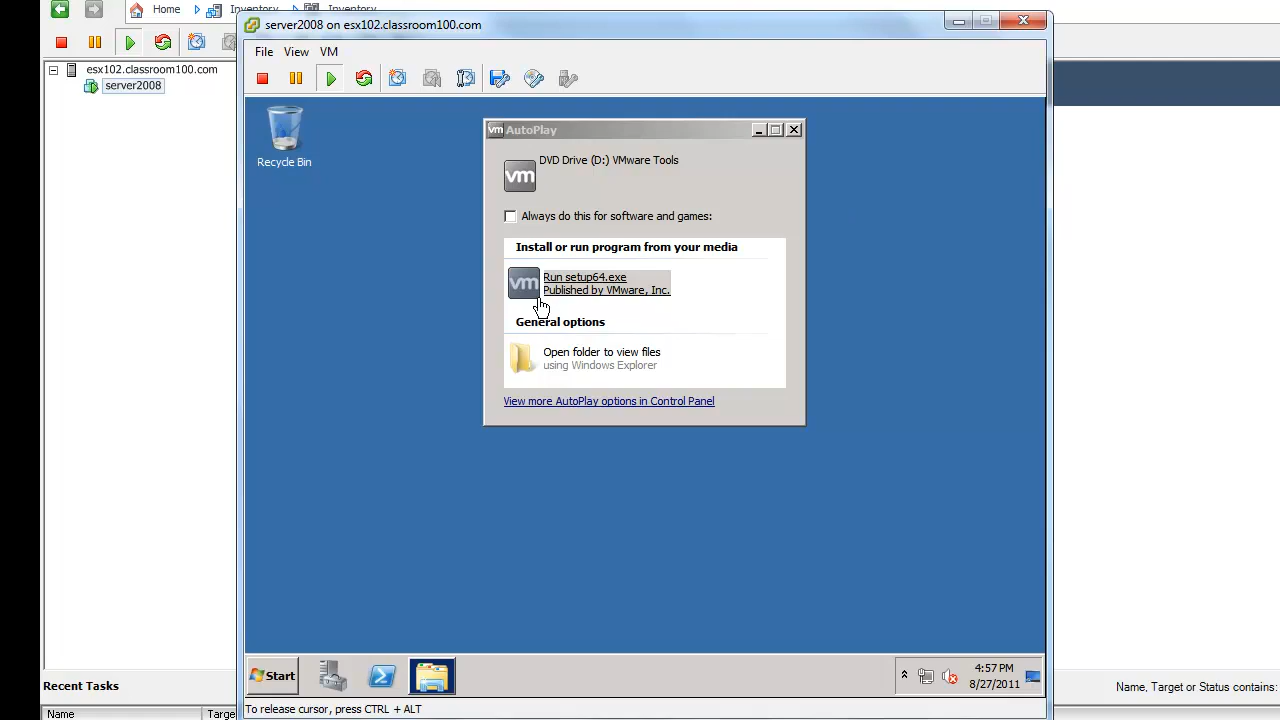 Home
Inventory
Inventory
server2008 on esx102.classroom100.com
File View VM
esx102.classroom100.com
server2008
Recycle Bin
vm AutoPlay
vm
DVD Drive (D:) VMware Tools
Always do this for software and games:
Install or run program from your media
vm
Run setup64.exe
Published by VMware, Inc.
General options
Open folder to view files
using Windows Explorer
View more AutoPlay options in Control Panel
Start
4:57 PM
8/27/2011
To release cursor, press CTRL + ALT
Recent Tasks
Name, Target or Status contains:
Name
Targe